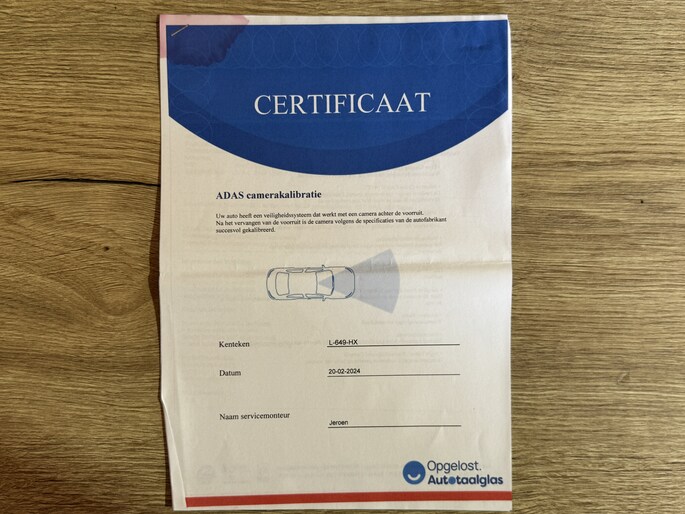 CERTIFICAAT
ADAS camerakalibratie
Uw auto heeft een veiligheidssysteem dat werkt met een camera achter de voorruit.
Na het vervangen van de voorruit is de camera volgens de specificaties van de autofabrikant
succesvol gekalibreerd.
Kenteken L-649-HX
Datum 20-02-2024
Naam servicemonteur Jeroen
Opgelost.
Autotaalglas